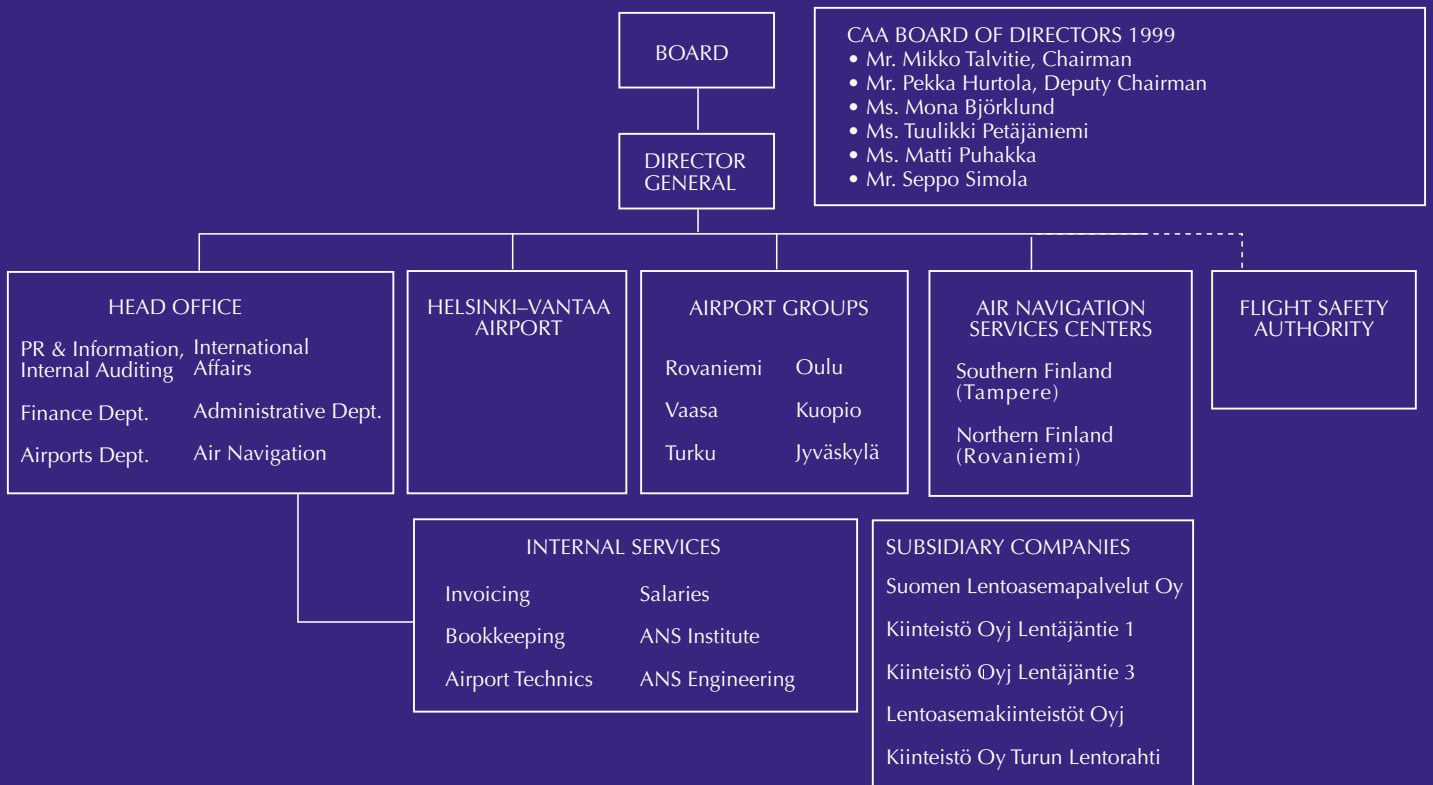 BOARD
CAA BOARD OF DIRECTORS 1999
• Mr. Mikko Talvitie, Chairman
• Mr. Pekka Hurtola, Deputy Chairman
• Ms. Mona Björklund
• Ms. Tuulikki Petäjäniemi
• Ms. Matti Puhakka
• Mr. Seppo Simola
DIRECTOR
GENERAL
HEAD OFFICE
PR & Information,
Internal Auditing
International
Affairs
Finance Dept.
Administrative Dept.
Airports Dept.
Air Navigation
HELSINKI–VANTAA
AIRPORT
AIRPORT GROUPS
Rovaniemi
Oulu
Vaasa
Kuopio
Turku
Jyväskylä
AIR NAVIGATION
SERVICES CENTERS
Southern Finland
(Tampere)
Northern Finland
(Rovaniemi)
FLIGHT SAFETY
AUTHORITY
INTERNAL SERVICES
Invoicing
Salaries
Bookkeeping
ANS Institute
Airport Technics
ANS Engineering
SUBSIDIARY COMPANIES
Suomen Lentoasemapalvelut Oy
Kiinteistö Oyj Lentäjäntie 1
Kiinteistö Oyj Lentäjäntie 3
Lentoasemakiinteistöt Oyj
Kiinteistö Oy Turun Lentorahti